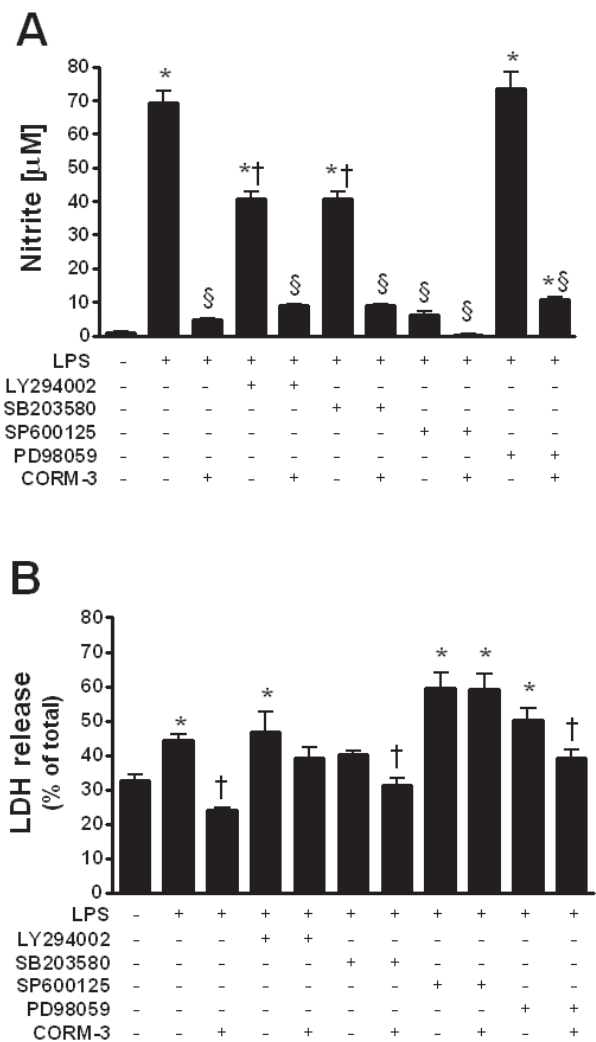 A
Nitrite [µM]
80
70
60
50
40
30
20
10
0
* § *† § *† § § § * *§
LPS - + + + + + + + + + +
LY294002 - - - + + - - - - - -
SB203580 - - - - - + + - - - -
SP600125 - - - - - - - + + - -
PD98059 - - - - - - - - - + +
CORM-3 - - + - + - + - + - +
B
LDH release
(% of total)
80
70
60
50
40
30
20
10
0
* † * † * * * †
LPS - + + + + + + + + + +
LY294002 - - - + + - - - - - -
SB203580 - - - - - + + - - - -
SP600125 - - - - - - - + + - -
PD98059 - - - - - - - - - + +
CORM-3 - - + - + - + - + - +